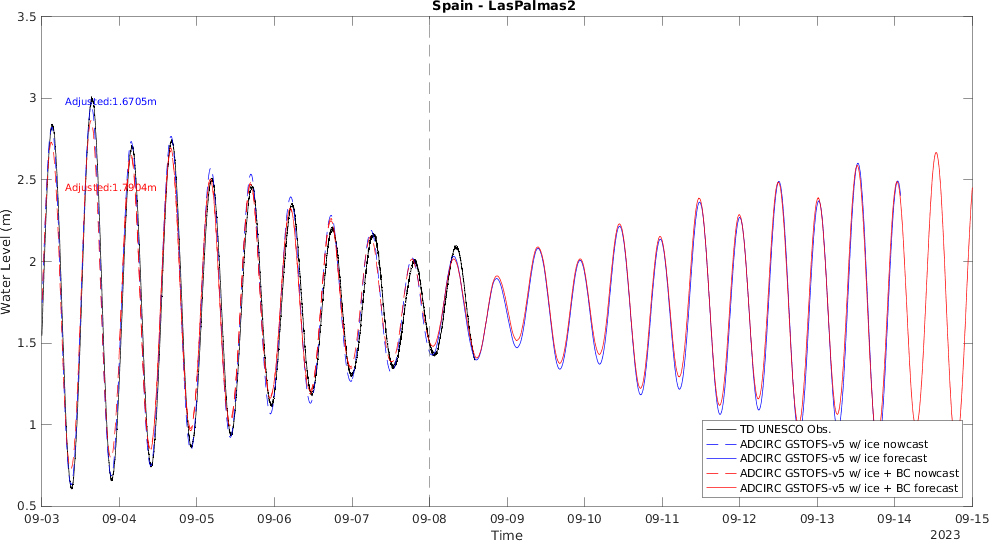 Spain - LasPalmas2
3.5
3
2.5
2
1.5
1
0.5
Water Level (m)
Adjusted:1.6705m
Adjusted:1.7904m
TD UNESCO Obs.
ADCIRC GSTOFS-v5 w/ ice nowcast
ADCIRC GSTOFS-v5 w/ ice forecast
ADCIRC GSTOFS-v5 w/ ice + BC nowcast
ADCIRC GSTOFS-v5 w/ ice + BC forecast
09-03 09-04 09-05 09-06 09-07 09-08 09-09 09-10 09-11 09-12 09-13 09-14 09-15
Time
2023